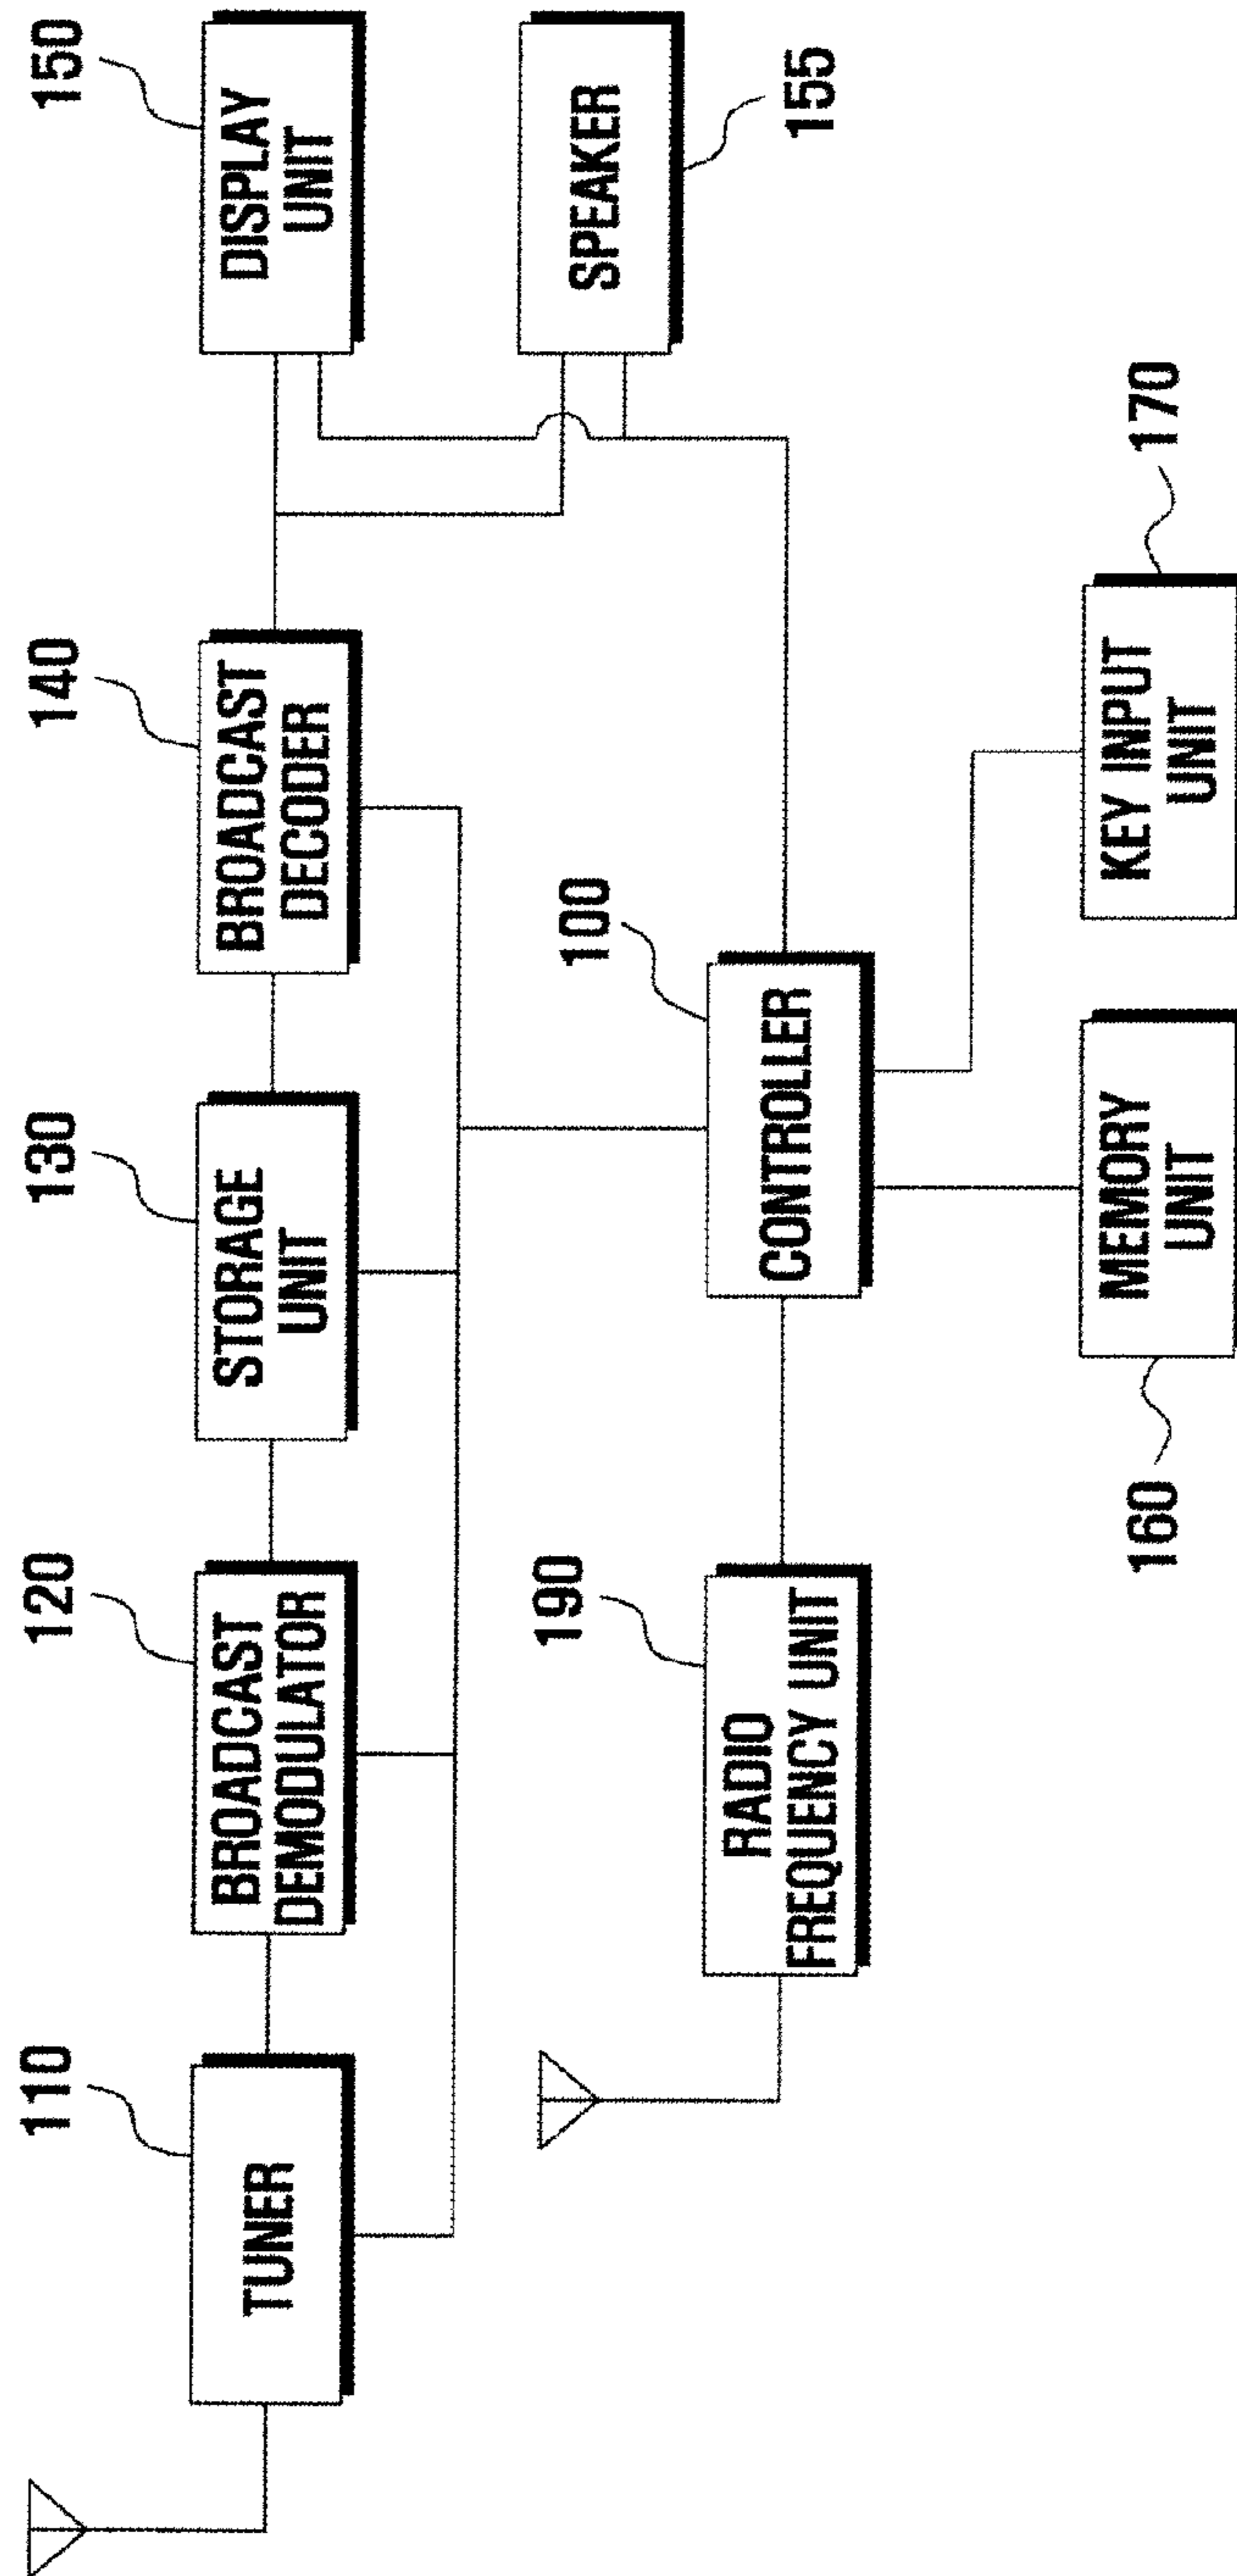 110
TUNER
120
BROADCAST
DEMODULATOR
130
STORAGE
UNIT
140
BROADCAST
DECODER
150
DISPLAY
UNIT
SPEAKER
155
190
RADIO
FREQUENCY UNIT
100
CONTROLLER
160
MEMORY
UNIT
KEY INPUT
UNIT
170